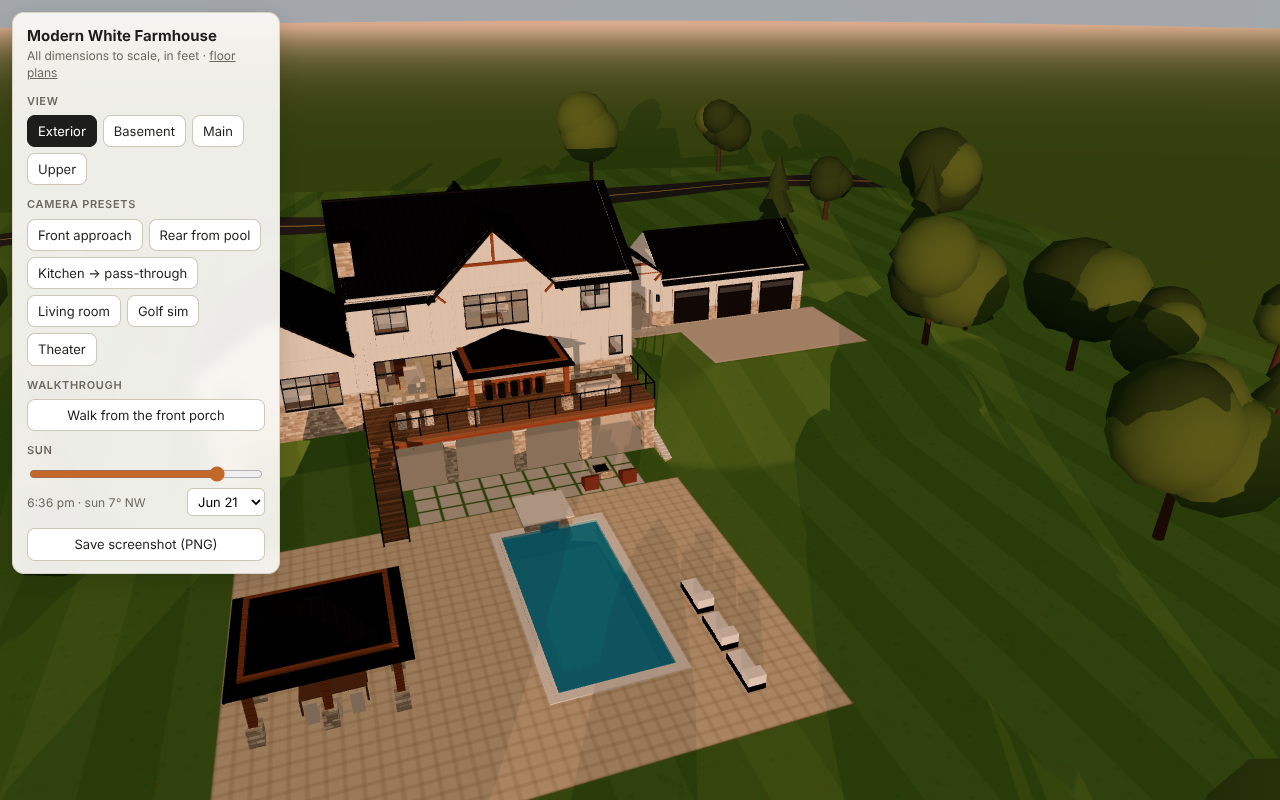 Modern White Farmhouse
All dimensions to scale, in feet · floor
plans
VIEW
Exterior
Basement
Main
Upper
CAMERA PRESETS
Front approach
Rear from pool
Kitchen → pass-through
Living room
Golf sim
Theater
WALKTHROUGH
Walk from the front porch
SUN
6:36 pm · sun 7° NW
Jun 21
Save screenshot (PNG)